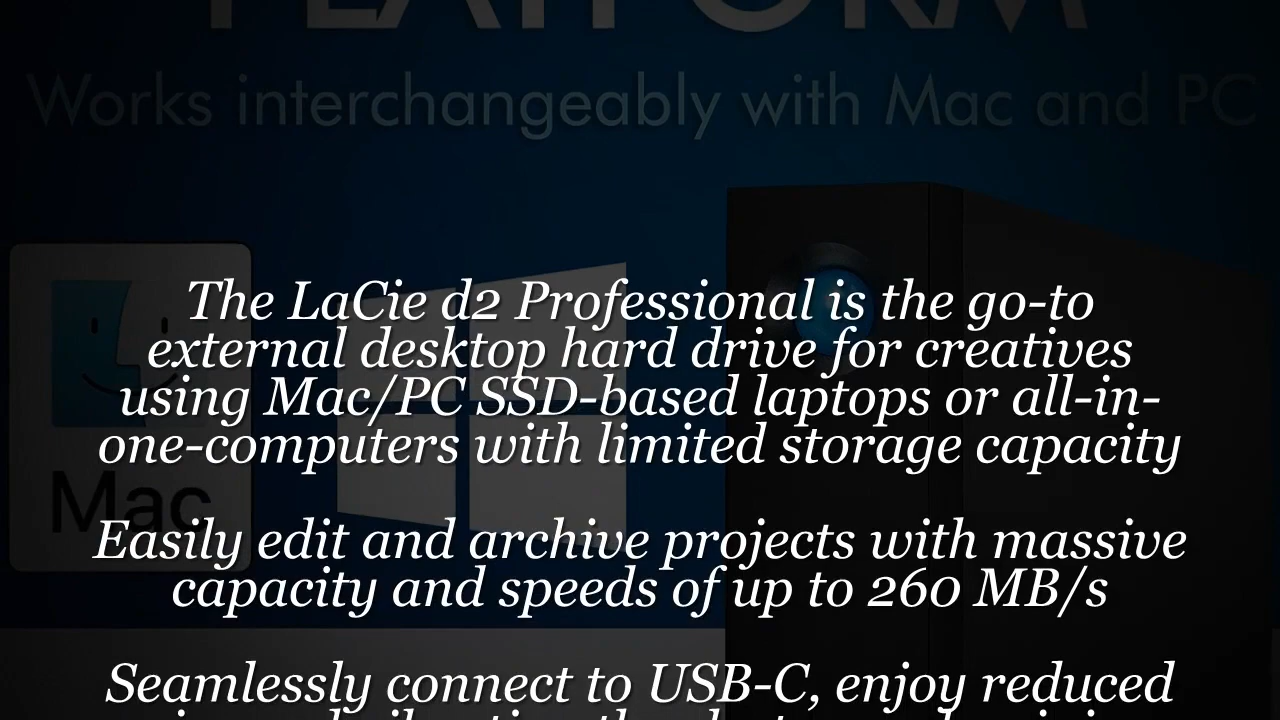 PLATFORM
Works interchangeably with Mac and PC
The LaCie d2 Professional is the go-to
external desktop hard drive for creatives
using Mac/PC SSD-based laptops or all-in-
one-computers with limited storage capacity
Mac
Easily edit and archive projects with massive
capacity and speeds of up to 260 MB/s
Seamlessly connect to USB-C, enjoy reduced